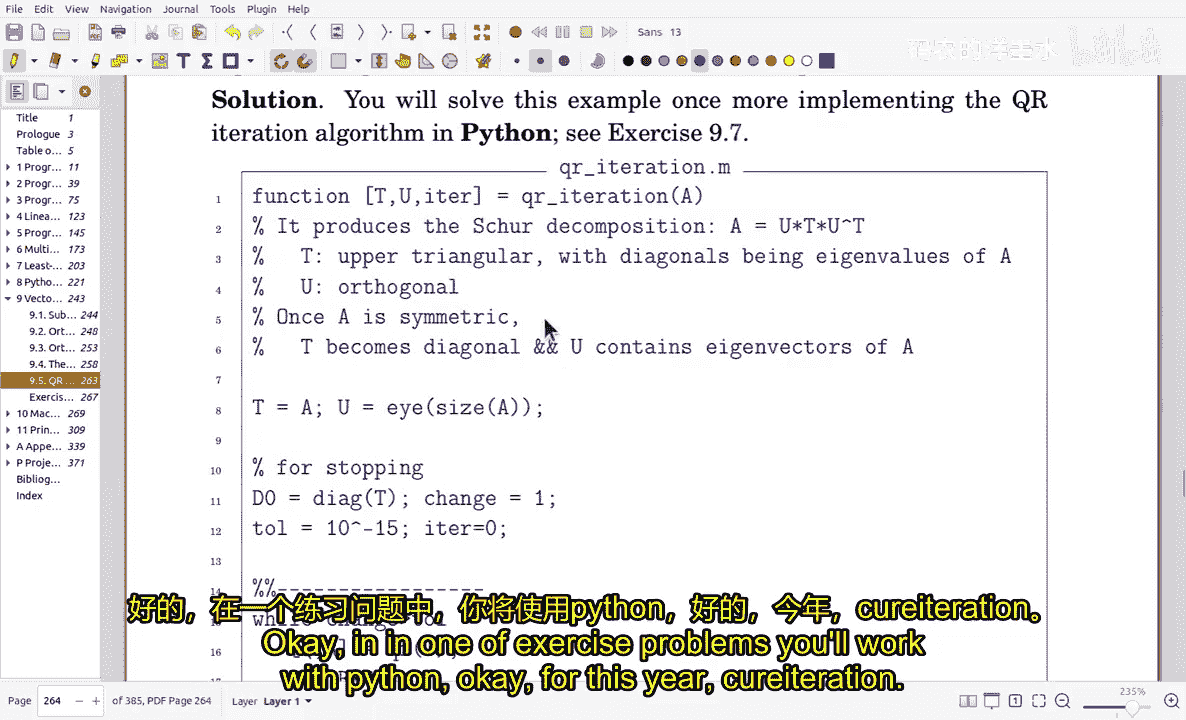 File Edit View Navigation Journal Tools Plugin Help
Sans 13
Title 1
Prologue 3
Table o... 5
1 Progr... 11
2 Progr... 39
3 Progr... 75
4 Linea... 123
5 Progr... 145
6 Multi... 173
7 Least-... 203
8 Pytho... 221
9 Vecto... 243
9.1. Sub... 244
9.2. Ort... 248
9.3. Ort... 253
9.4. The... 258
9.5. QR ... 263
Exercis... 267
10 Mac... 269
11 Prin... 309
A Appe... 339
P Proje... 371
Bibliog...
Index
Solution. You will solve this example once more implementing the QR
iteration algorithm in Python; see Exercise 9.7.
qr_iteration.m
1 function [T,U,iter] = qr_iteration(A)
2 % It produces the Schur decomposition: A = U*T*U^T
3 % T: upper triangular, with diagonals being eigenvalues of A
4 % U: orthogonal
5 % Once A is symmetric,
6 % T becomes diagonal && U contains eigenvectors of A
7
8 T = A; U = eye(size(A));
9
10 % for stopping
11 D0 = diag(T); change = 1;
12 tol = 10^-15; iter=0;
13
14 %%-----------------
16
好的，在一个练习问题中，你将使用python，好的，今年，cureiteration。
Okay, in in one of exercise problems you'll work
with python, okay, for this year, cureiteration.
Page 264 of 385, PDF Page 264 Layer Layer 1 235%